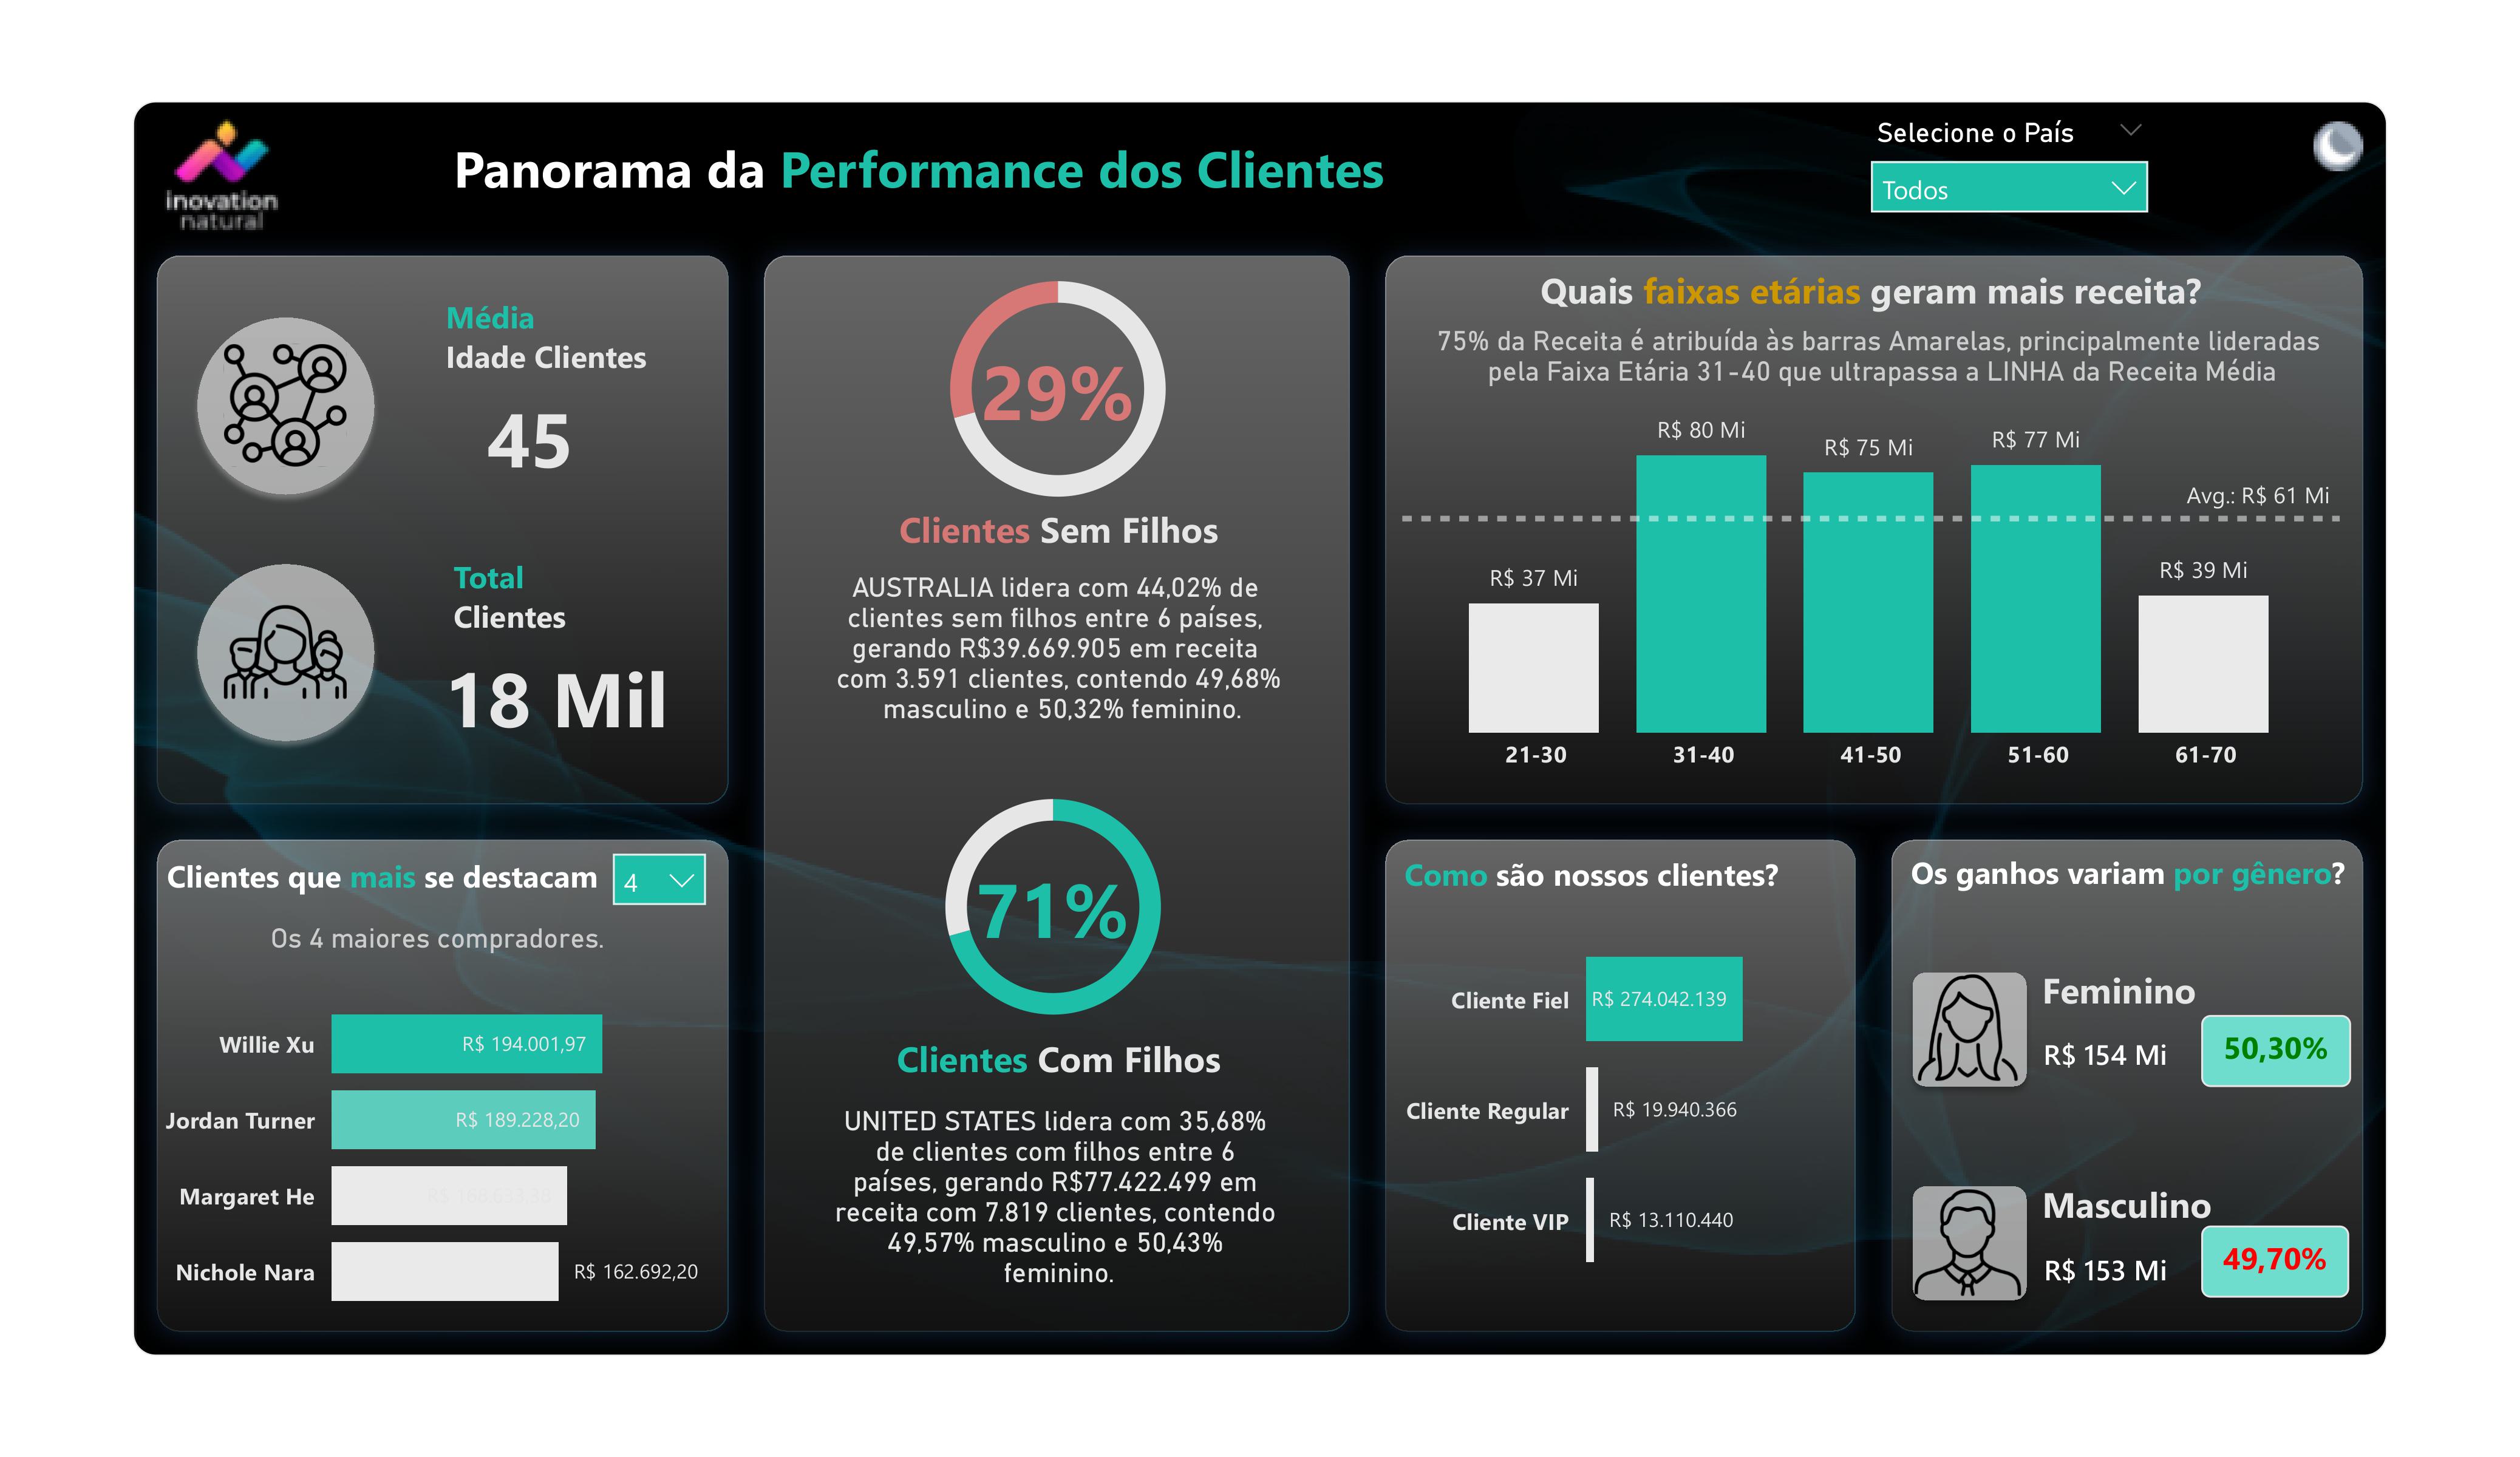 inovation
natural
Panorama da Performance dos Clientes
Selecione o País
Todos
Média
Idade Clientes
45
Total
Clientes
18 Mil
29%
Clientes Sem Filhos
AUSTRALIA lidera com 44,02% de
clientes sem filhos entre 6 países,
gerando R$39.669.905 em receita
com 3.591 clientes, contendo 49,68%
masculino e 50,32% feminino.
71%
Clientes Com Filhos
UNITED STATES lidera com 35,68%
de clientes com filhos entre 6
países, gerando R$77.422.499 em
receita com 7.819 clientes, contendo
49,57% masculino e 50,43%
feminino.
Quais faixas etárias geram mais receita?
75% da Receita é atribuída às barras Amarelas, principalmente lideradas
pela Faixa Etária 31-40 que ultrapassa a LINHA da Receita Média
R$ 80 Mi
R$ 75 Mi
R$ 77 Mi
Avg.: R$ 61 Mi
R$ 37 Mi
R$ 39 Mi
21-30
31-40
41-50
51-60
61-70
Clientes que mais se destacam
4
Os 4 maiores compradores.
Willie Xu
R$ 194.001,97
Jordan Turner
R$ 189.228,20
Margaret He
Nichole Nara
R$ 162.692,20
Como são nossos clientes?
Cliente Fiel
R$ 274.042.139
Cliente Regular
R$ 19.940.366
Cliente VIP
R$ 13.110.440
Os ganhos variam por gênero?
Feminino
R$ 154 Mi
50,30%
Masculino
R$ 153 Mi
49,70%